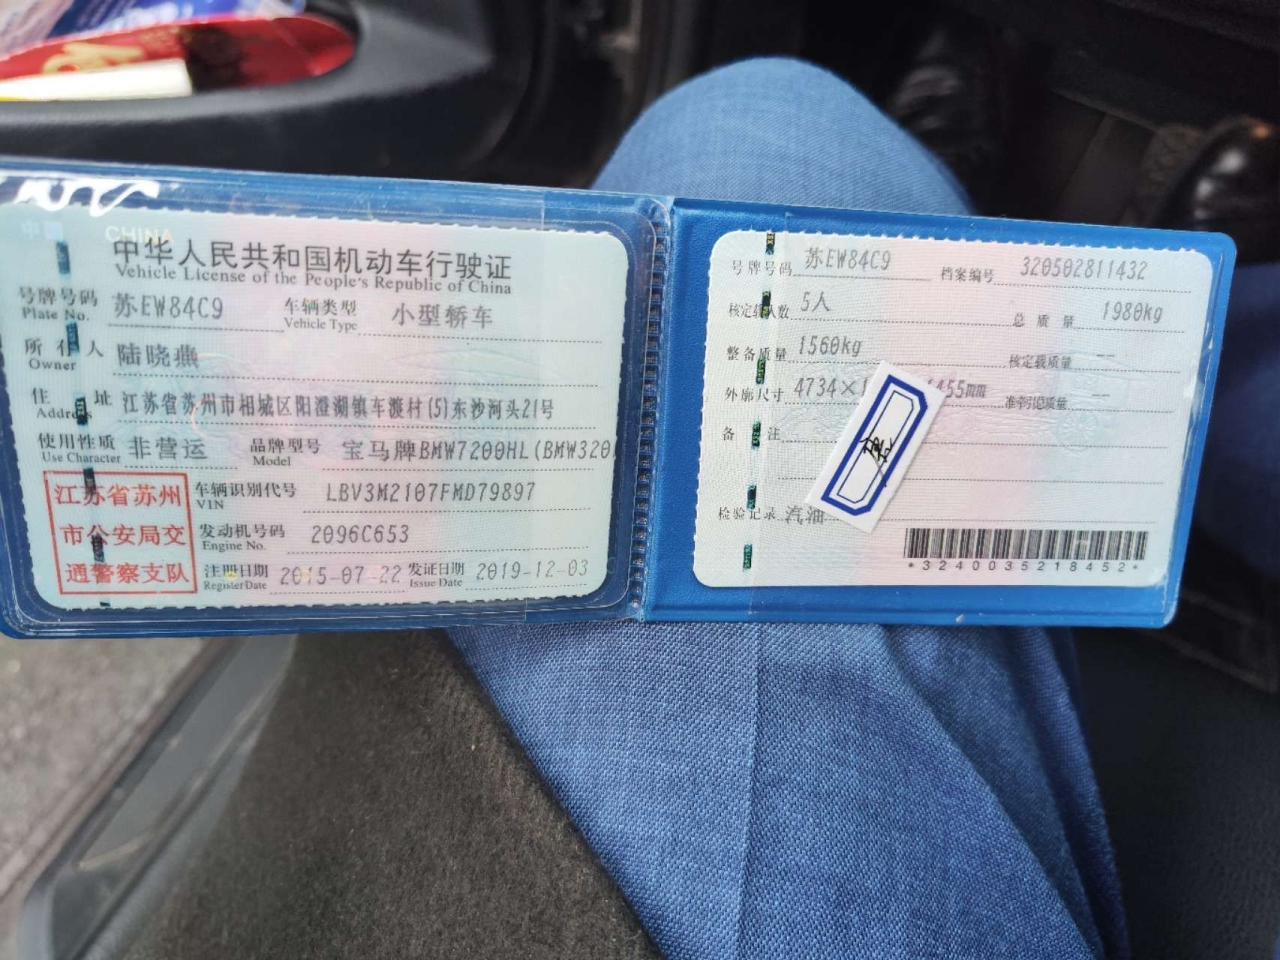 中国 CHINA
中华人民共和国机动车行驶证
Vehicle License of the People's Republic of China
号牌号码 苏EW84C9 车辆类型 小型轿车
Plate No. Vehicle Type
所有人 陆晓燕
Owner
住址 江苏省苏州市相城区阳澄湖镇车渡村(5)东沙河头21号
Address
使用性质 非营运 品牌型号 宝马牌BMW7200HL(BMW320
Use Character Model
江苏省苏州
市公安局交
通警察支队
车辆识别代号 LBV3M2107FMD79897
VIN
发动机号码 2096C653
Engine No.
注册日期 2015-07-22 发证日期 2019-12-03
Register Date Issue Date
号牌号码 苏EW84C9 档案编号 320502811432
核定载人数 5人 总质量 1980kg
整备质量 1560kg 核定载质量 --
外廓尺寸 4734× 455mm 准牵引总质量 --
备注
检验记录 汽油
*3240035218452*